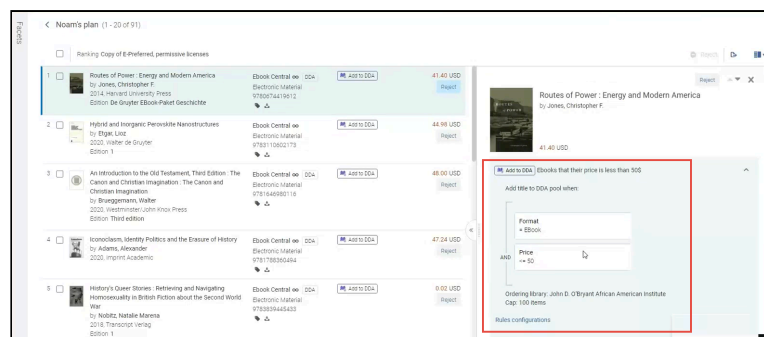 Facets
Noam's plan (1 - 20 of 91)
Ranking Copy of E-Preferred, permissive licenses
1
Routes of Power : Energy and Modern America
by Jones, Christopher F.
2014, Harvard University Press
Edition De Gruyter EBook-Paket Geschichte
Ebook Central DDA
Electronic Material
9780674419612
Add to DDA
41.40 USD
Reject
2
Hybrid and Inorganic Perovskite Nanostructures
by Etgar, Lioz
2020, Walter de Gruyter
Edition 1
Ebook Central DDA
Electronic Material
9783110602173
Add to DDA
44.98 USD
Reject
3
An Introduction to the Old Testament, Third Edition : The
Canon and Christian Imagination : The Canon and
Christian Imagination
by Brueggemann, Walter
2020, Westminster/John Knox Press
Edition Third edition
Ebook Central DDA
Electronic Material
9781646980116
Add to DDA
48.00 USD
Reject
4
Iconoclasm, Identity Politics and the Erasure of History
by Adams, Alexander
2020, Imprint Academic
Ebook Central DDA
Electronic Material
9781788360494
Add to DDA
47.24 USD
Reject
5
History's Queer Stories : Retrieving and Navigating
Homosexuality in British Fiction about the Second World
War
by Nobitz, Natalie Marena
2018, Transcript Verlag
Edition 1
Ebook Central DDA
Electronic Material
9783839445433
Add to DDA
0.02 USD
Reject
Reject
Routes of Power : Energy and Modern America
by Jones, Christopher F.
41.40 USD
Add to DDA Ebooks that their price is less than 50$
Add title to DDA pool when:
Format
= EBook
AND
Price
<= 50
Ordering library: John D. O'Bryant African American Institute
Cap: 100 items
Rules configurations